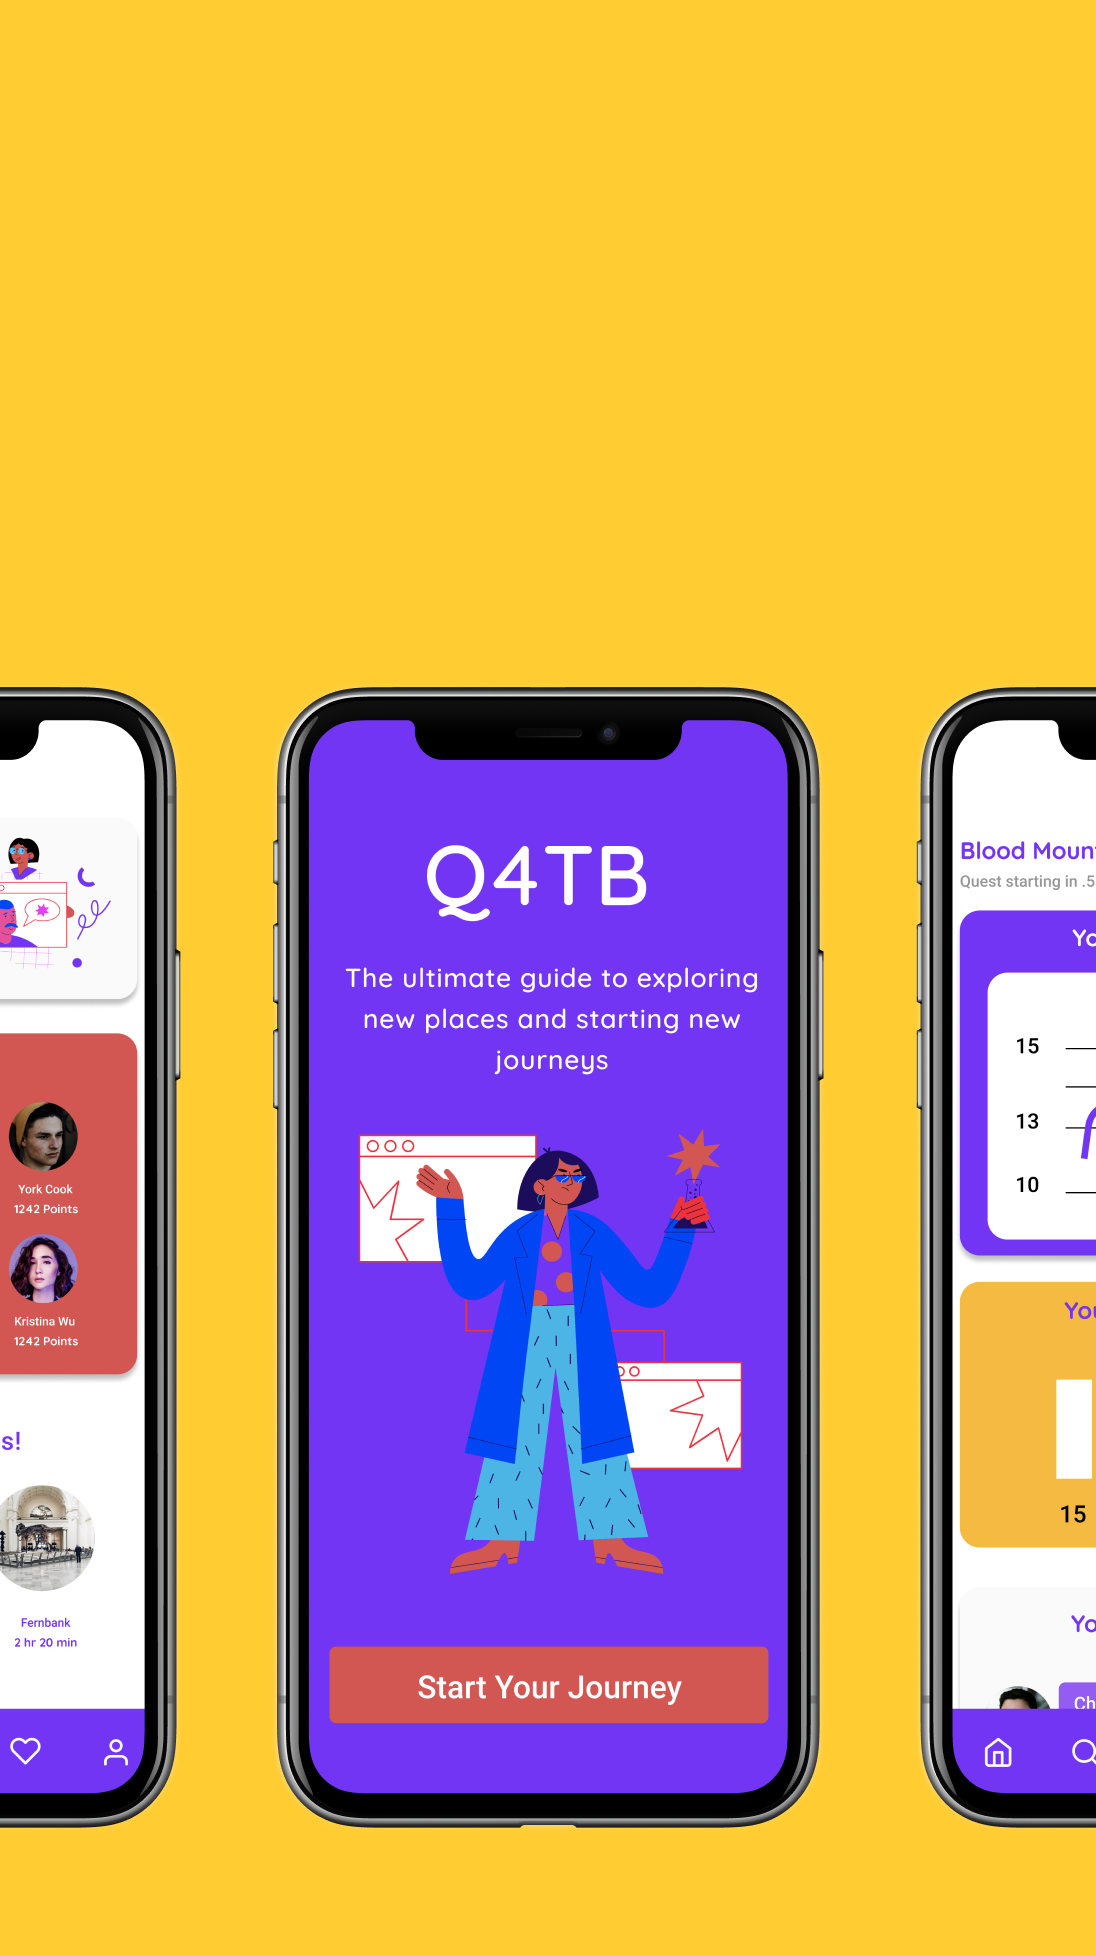 York Cook
1242 Points
Kristina Wu
1242 Points
s!
Fernbank
2 hr 20 min
Q4TB
The ultimate guide to exploring
new places and starting new
journeys
Start Your Journey
Blood Moun
Quest starting in .5
Yo
15
13
10
You
15
Yo
Ch